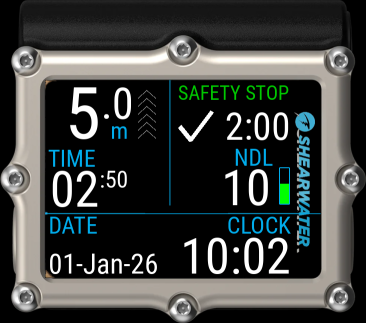 5.0
m
SAFETY STOP
2:00
TIME
02:50
NDL
10
SHEARWATER
DATE
CLOCK
01-Jan-26
10:02